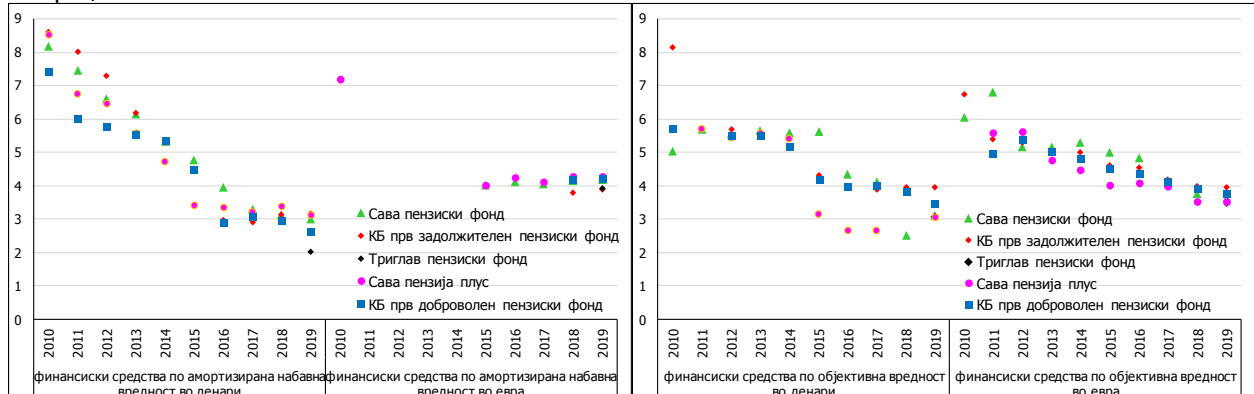 9
8
7
6
5
4
3
2
1
0
Сава пензиски фонд
КБ прв задолжителен пензиски фонд
Триглав пензиски фонд
Сава пензија плус
КБ прв доброволен пензиски фонд
2010 2011 2012 2013 2014 2015 2016 2017 2018 2019 2010 2011 2012 2013 2014 2015 2016 2017 2018 2019
финансиски средства по амортизирана набавна вредност во денари
финансиски средства по амортизирана набавна вредност во евра
9
8
7
6
5
4
3
2
1
0
Сава пензиски фонд
КБ прв задолжителен пензиски фонд
Триглав пензиски фонд
Сава пензија плус
КБ прв доброволен пензиски фонд
2010 2011 2012 2013 2014 2015 2016 2017 2018 2019 2010 2011 2012 2013 2014 2015 2016 2017 2018 2019
финансиски средства по објективна вредност во денари
финансиски средства по објективна вредност во евра